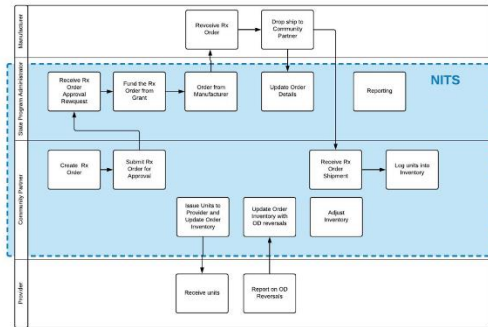 Manufacturer
Revceive Rx
Order
Drop ship to
Community
Partner
State Program Administrator
Receive Rx
Order
Approval
Rewquest
Fund the Rx
Order from
Grant
Order from
Manufacturer
Update Order
Details
Reporting
NITS
Community Partner
Create Rx
Order
Submit Rx
Order for
Approval
Receive Rx
Order
Shipment
Log units into
Inventory
Issue Units to
Provider and
Update Order
Inventory
Update Order
Inventory with
OD reversals
Adjust
Inventory
Provider
Receive units
Report on OD
Reversals